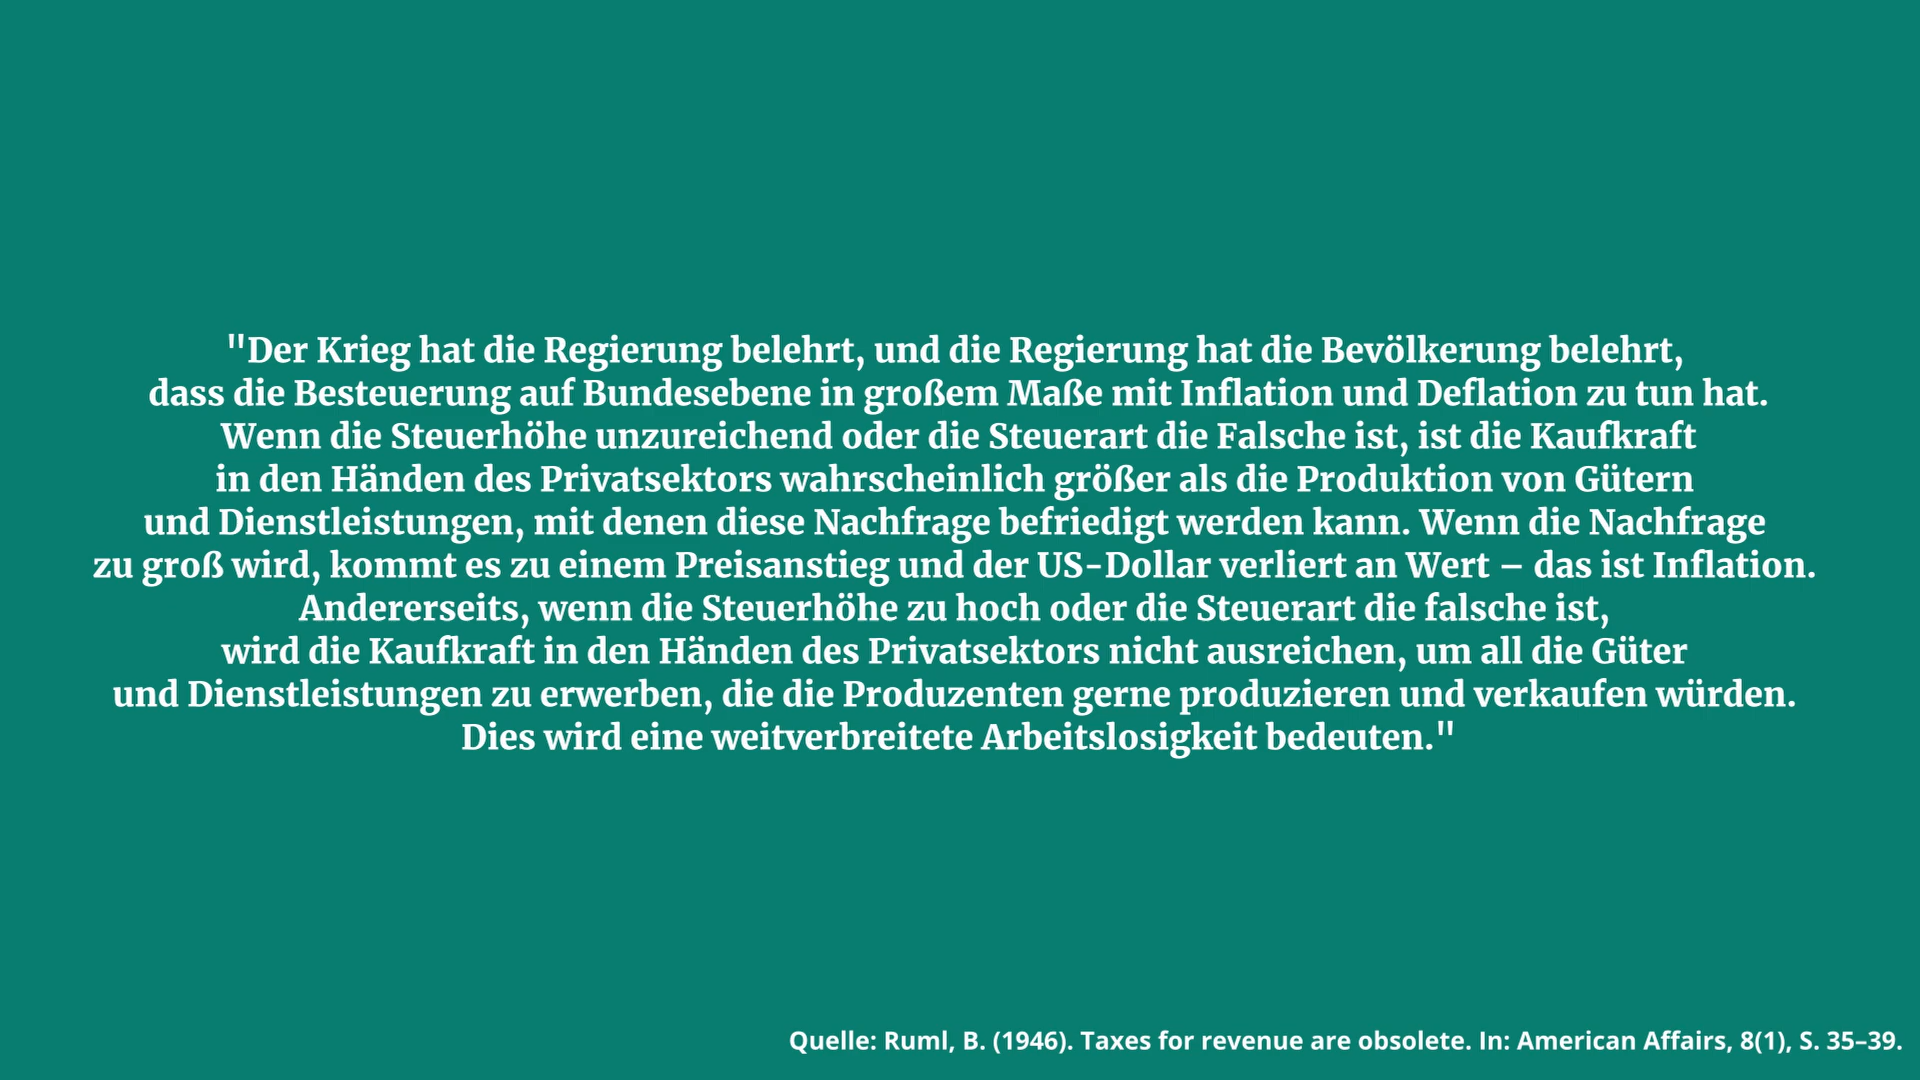 "Der Krieg hat die Regierung belehrt, und die Regierung hat die Bevölkerung belehrt,
dass die Besteuerung auf Bundesebene in großem Maße mit Inflation und Deflation zu tun hat.
Wenn die Steuerhöhe unzureichend oder die Steuerart die Falsche ist, ist die Kaufkraft
in den Händen des Privatsektors wahrscheinlich größer als die Produktion von Gütern
und Dienstleistungen, mit denen diese Nachfrage befriedigt werden kann. Wenn die Nachfrage
zu groß wird, kommt es zu einem Preisanstieg und der US-Dollar verliert an Wert – das ist Inflation.
Andererseits, wenn die Steuerhöhe zu hoch oder die Steuerart die falsche ist,
wird die Kaufkraft in den Händen des Privatsektors nicht ausreichen, um all die Güter
und Dienstleistungen zu erwerben, die die Produzenten gerne produzieren und verkaufen würden.
Dies wird eine weitverbreitete Arbeitslosigkeit bedeuten."
Quelle: Ruml, B. (1946). Taxes for revenue are obsolete. In: American Affairs, 8(1), S. 35–39.